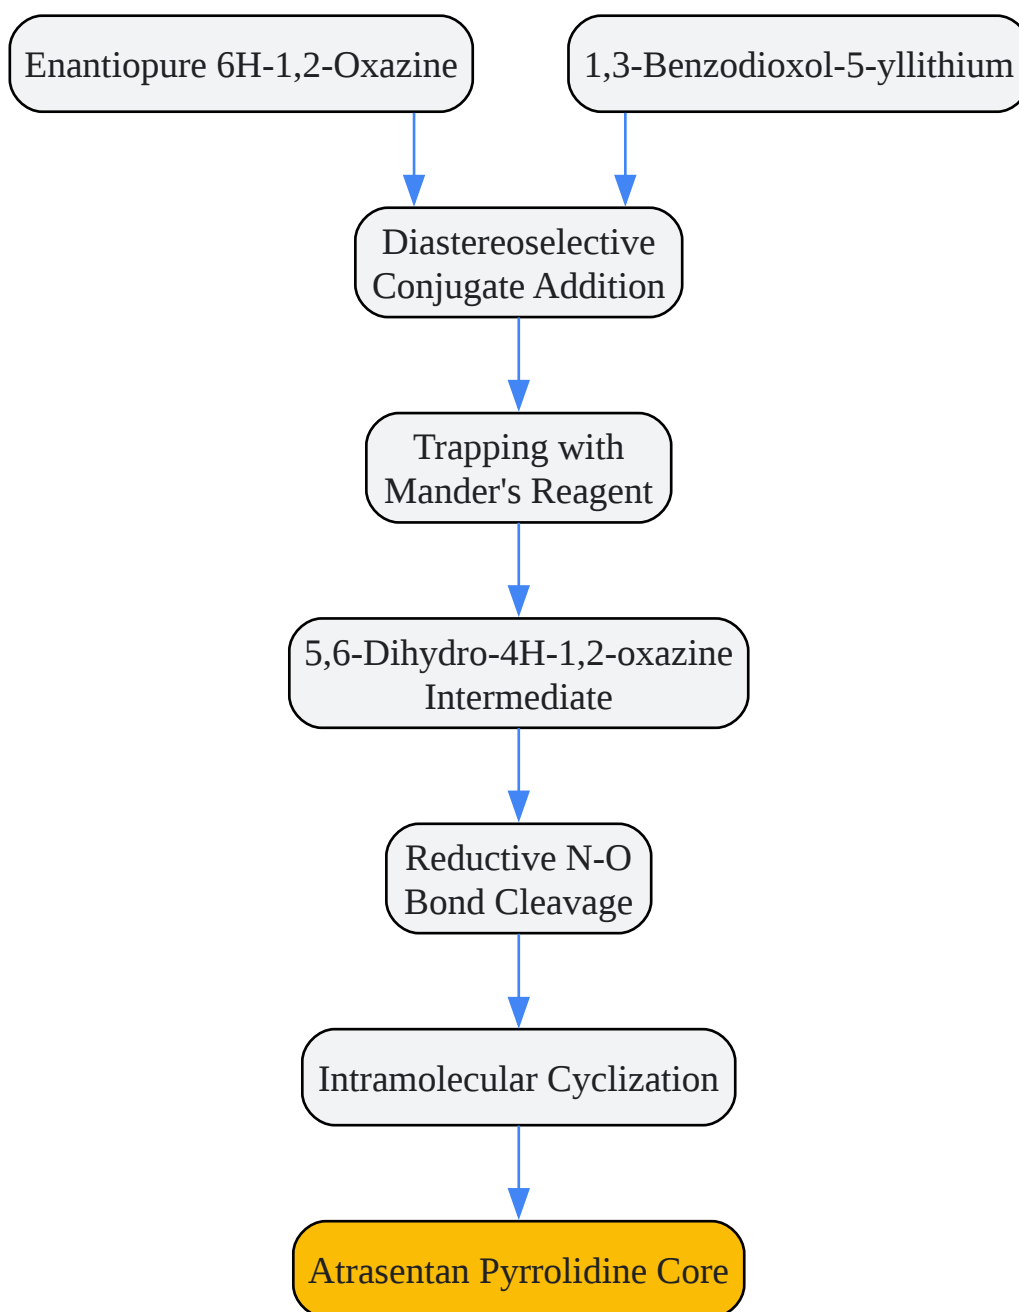 Enantiopure 6H-1,2-Oxazine
1,3-Benzodioxol-5-yllithium
Diastereoselective
Conjugate Addition
Trapping with
Mander's Reagent
5,6-Dihydro-4H-1,2-oxazine
Intermediate
Reductive N-O
Bond Cleavage
Intramolecular Cyclization
Atrasentan Pyrrolidine Core